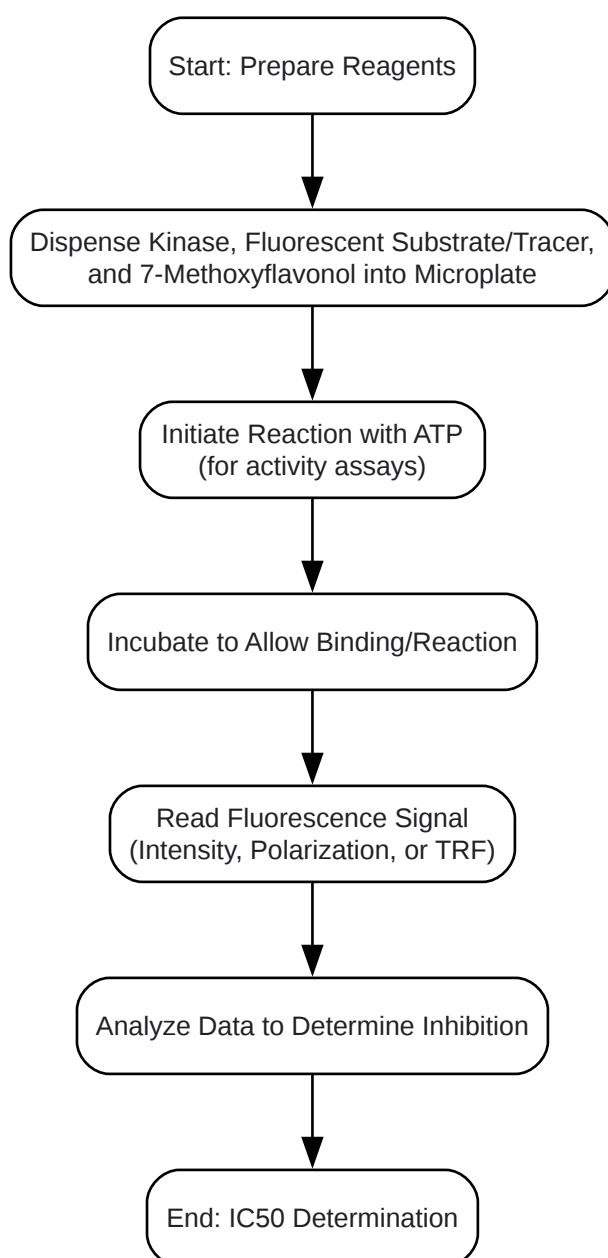 Start: Prepare Reagents
Dispense Kinase, Fluorescent Substrate/Tracer,
and 7-Methoxyflavonol into Microplate
Initiate Reaction with ATP
(for activity assays)
Incubate to Allow Binding/Reaction
Read Fluorescence Signal
(Intensity, Polarization, or TRF)
Analyze Data to Determine Inhibition
End: IC50 Determination